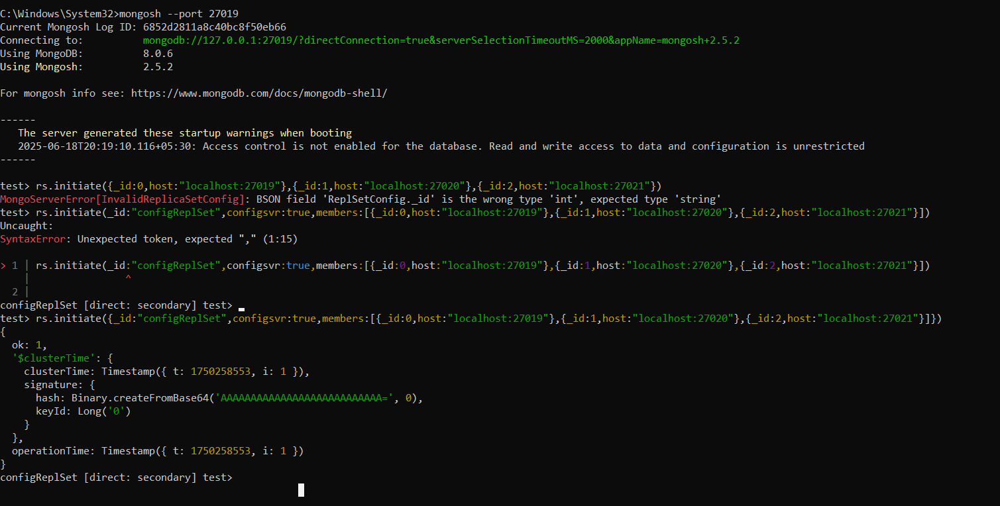 C:\Windows\System32>mongosh --port 27019
Current Mongosh Log ID: 6852d2811a8c40bc8f50eb66
Connecting to:          mongodb://127.0.0.1:27019/?directConnection=true&serverSelectionTimeoutMS=2000&appName=mongosh+2.5.2
Using MongoDB:          8.0.6
Using Mongosh:          2.5.2
For mongosh info see: https://www.mongodb.com/docs/mongodb-shell/
------
   The server generated these startup warnings when booting
   2025-06-18T20:19:10.116+05:30: Access control is not enabled for the database. Read and write access to data and configuration is unrestricted
------
test> rs.initiate({_id:0,host:"localhost:27019"},{_id:1,host:"localhost:27020"},{_id:2,host:"localhost:27021"})
MongoServerError[InvalidReplicaSetConfig]: BSON field 'ReplSetConfig._id' is the wrong type 'int', expected type 'string'
test> rs.initiate(_id:"configReplSet",configsvr:true,members:[{_id:0,host:"localhost:27019"},{_id:1,host:"localhost:27020"},{_id:2,host:"localhost:27021"}])
Uncaught:
SyntaxError: Unexpected token, expected "," (1:15)
> 1 | rs.initiate(_id:"configReplSet",configsvr:true,members:[{_id:0,host:"localhost:27019"},{_id:1,host:"localhost:27020"},{_id:2,host:"localhost:27021"}])
    |                ^
  2 |
configReplSet [direct: secondary] test>
test> rs.initiate({_id:"configReplSet",configsvr:true,members:[{_id:0,host:"localhost:27019"},{_id:1,host:"localhost:27020"},{_id:2,host:"localhost:27021"}]})
{
  ok: 1,
  '$clusterTime': {
    clusterTime: Timestamp({ t: 1750258553, i: 1 }),
    signature: {
      hash: Binary.createFromBase64('AAAAAAAAAAAAAAAAAAAAAAAAAAA=', 0),
      keyId: Long('0')
    }
  },
  operationTime: Timestamp({ t: 1750258553, i: 1 })
}
configReplSet [direct: secondary] test>